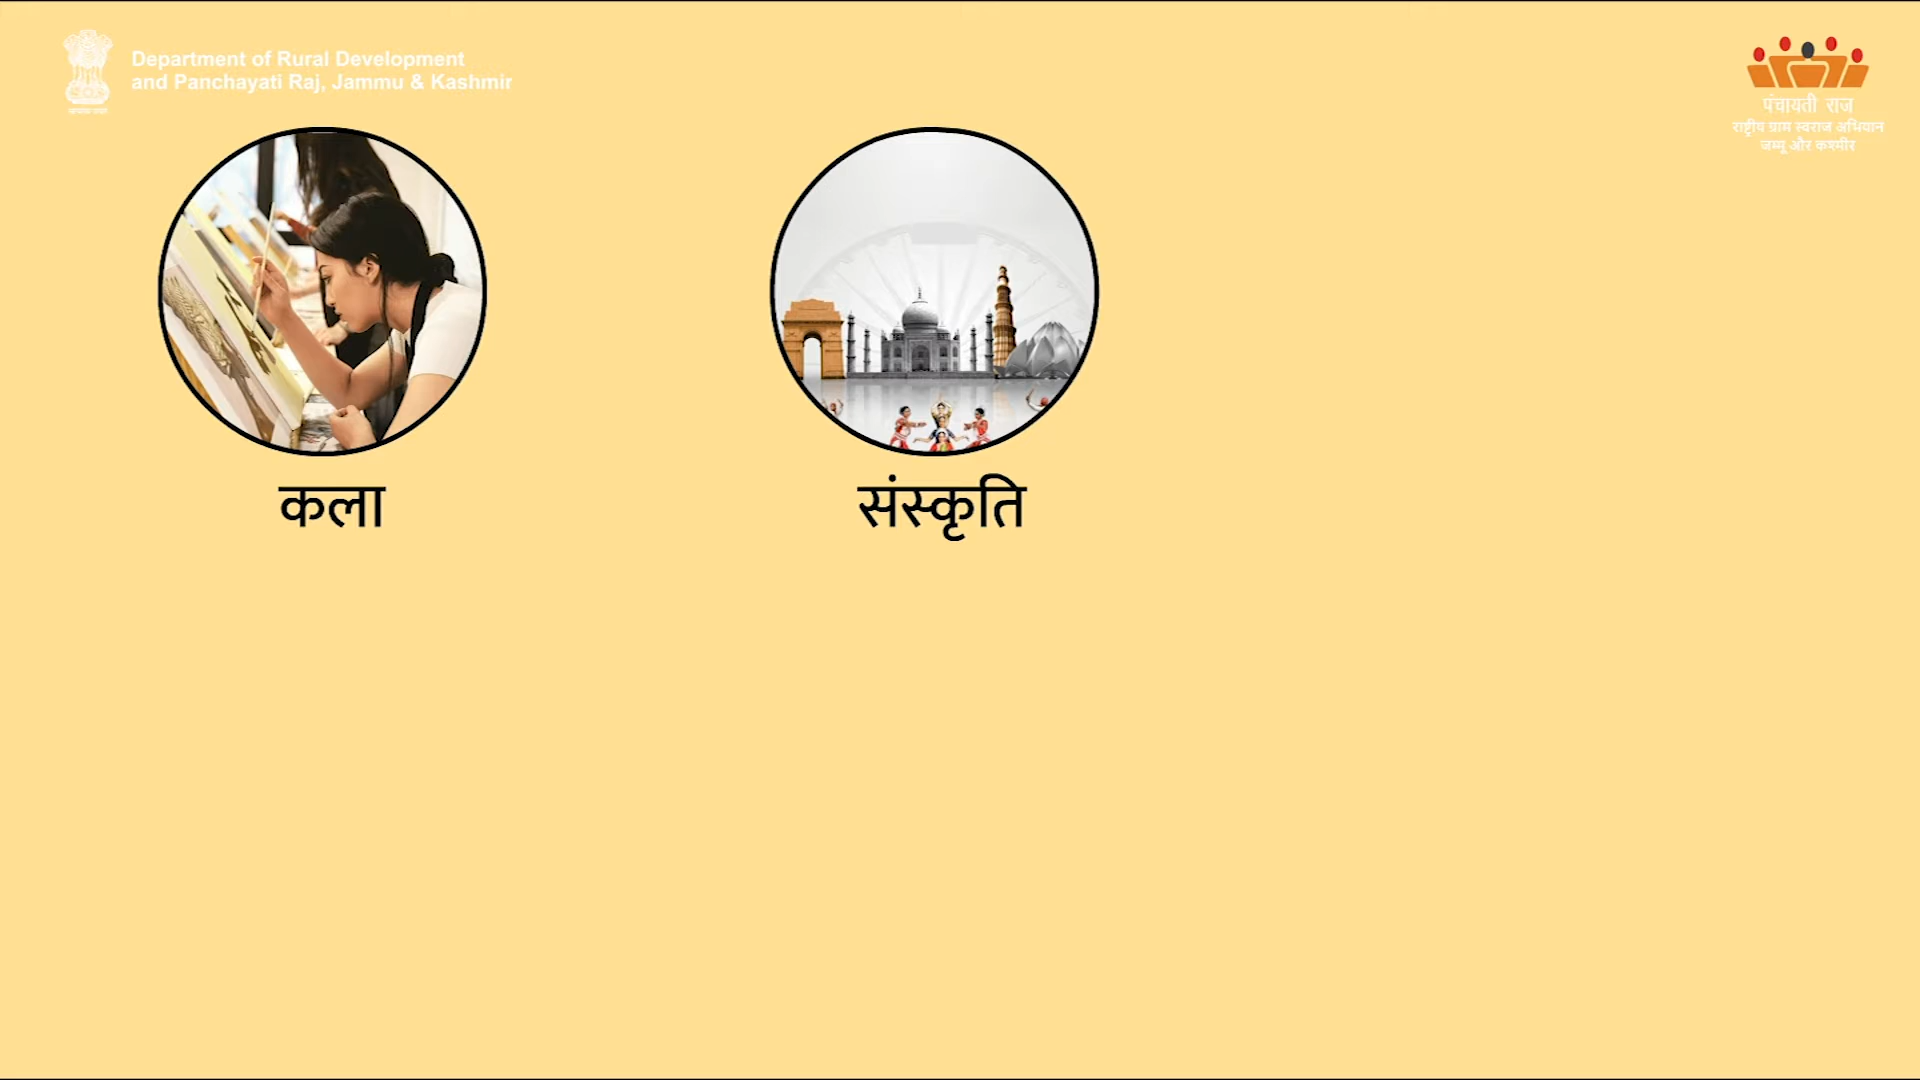 Department of Rural Development
and Panchayati Raj, Jammu & Kashmir
पंचायती राज
राष्ट्रीय ग्राम स्वराज अभियान
जम्मू और कश्मीर
कला
संस्कृति